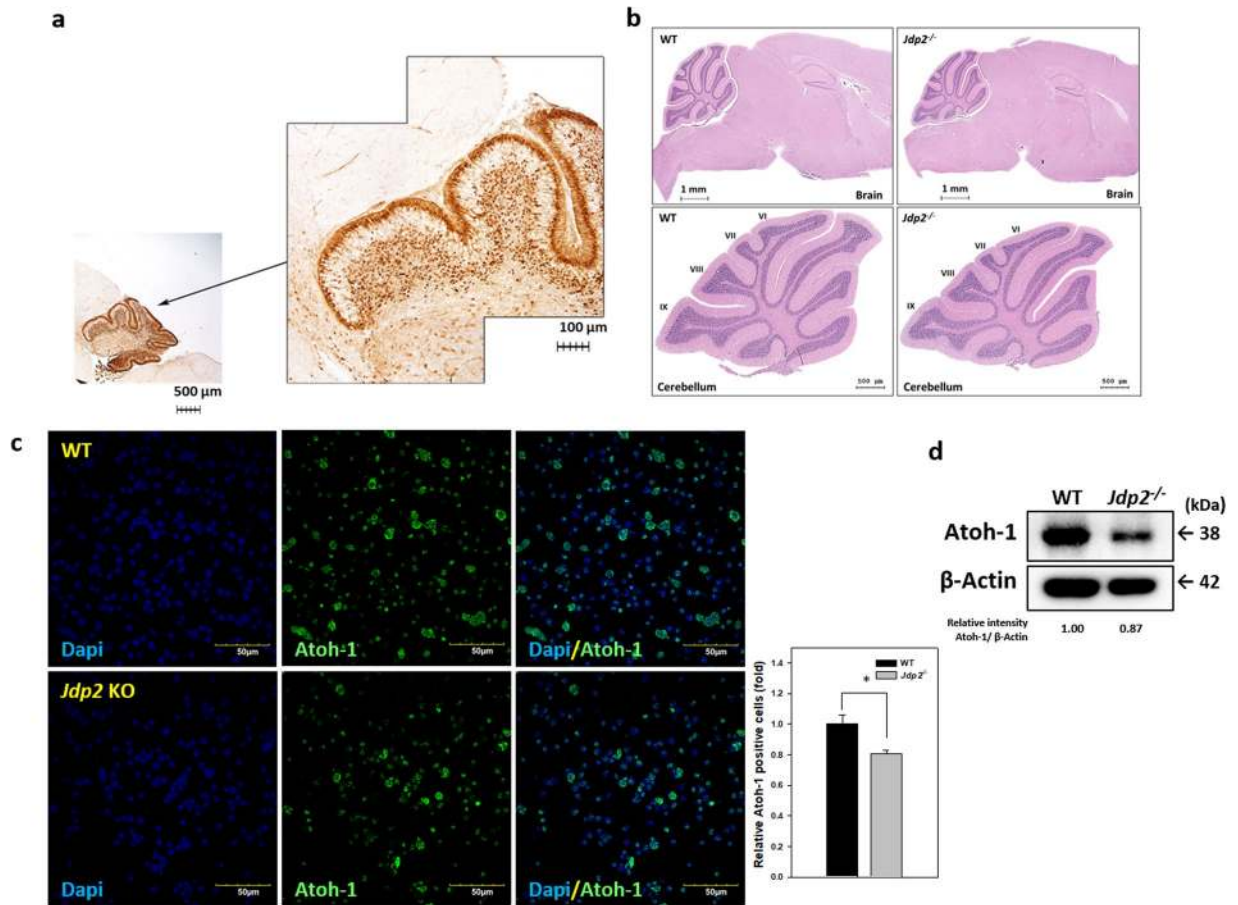 a
500 µm
100 µm
b
WT
1 mm
Brain
Jdp2-/-
1 mm
Brain
WT
VI
VII
VIII
IX
500 µm
Cerebellum
Jdp2-/-
VI
VII
VIII
IX
500 µm
Cerebellum
c
WT
Dapi
50µm
Atoh-1
50µm
Dapi/Atoh-1
50µm
Jdp2 KO
Dapi
50µm
Atoh-1
50µm
Dapi/Atoh-1
50µm
Relative Atoh-1 positive cells (fold)
1.4
1.2
1.0
0.8
0.6
0.4
0.2
0.0
WT
Jdp2-/-
*
d
WT Jdp2-/- (kDa)
Atoh-1 ← 38
β-Actin ← 42
Relative intensity
Atoh-1/ β-Actin 1.00 0.87